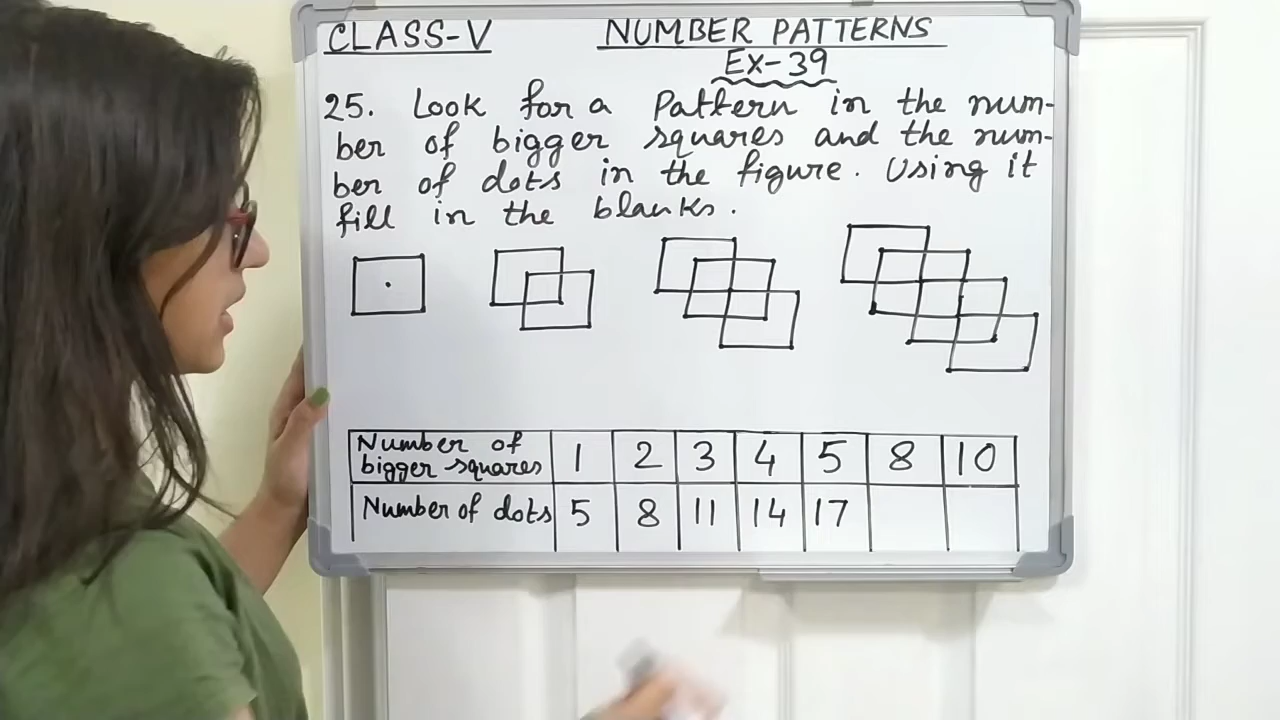 CLASS-V NUMBER PATTERNS
Ex-39
25. Look for a Pattern in the num-
ber of bigger squares and the num-
ber of dots in the figure. Using it
fill in the blanks.
Number of bigger squares 1 2 3 4 5 8 10
Number of dots 5 8 11 14 17